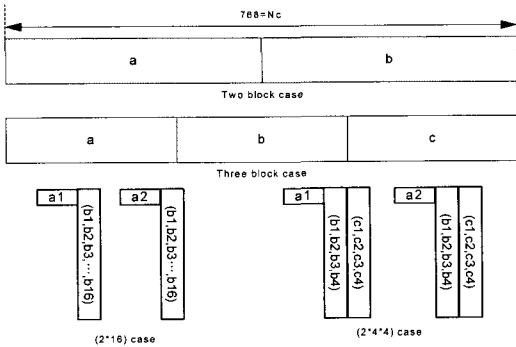 768=Nc
a b
Two block case
a b c
Three block case
a1 (b1,b2,b3,···,b16) a2 (b1,b2,b3···,b16) a1 (b1,b2,b3,b4) (c1,c2,c3,c4) a2 (b1,b2,b3,b4) (c1,c2,c3,c4)
(2*16) case (2*4*4) case